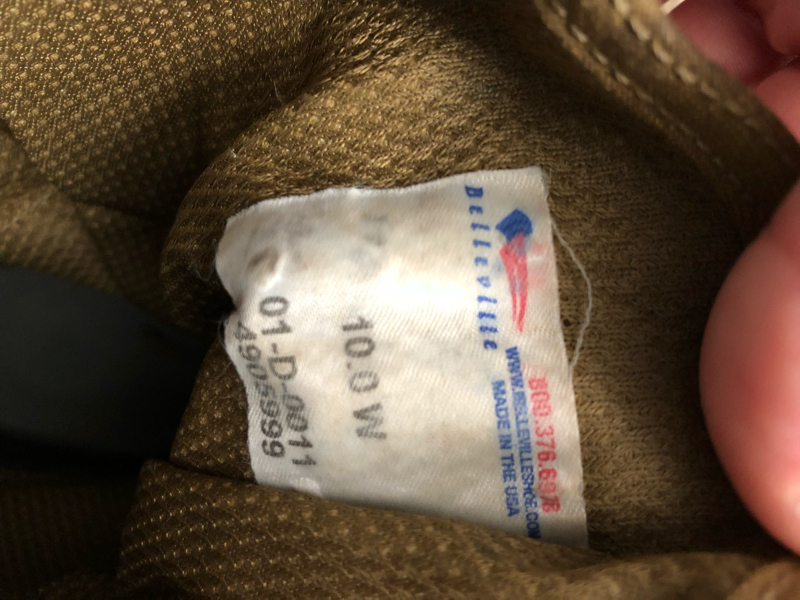 Belleville
800.376.6978
WWW.BELLEVILLESHOE.COM
MADE IN THE USA
10.0 W
01-D-0011
4905999